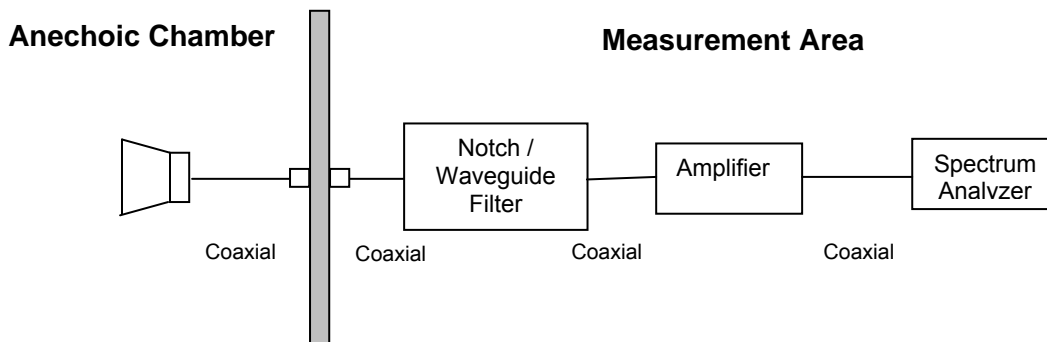 Anechoic Chamber
Measurement Area
Notch /
Waveguide
Filter
Amplifier
Spectrum
Analvzer
Coaxial
Coaxial
Coaxial
Coaxial